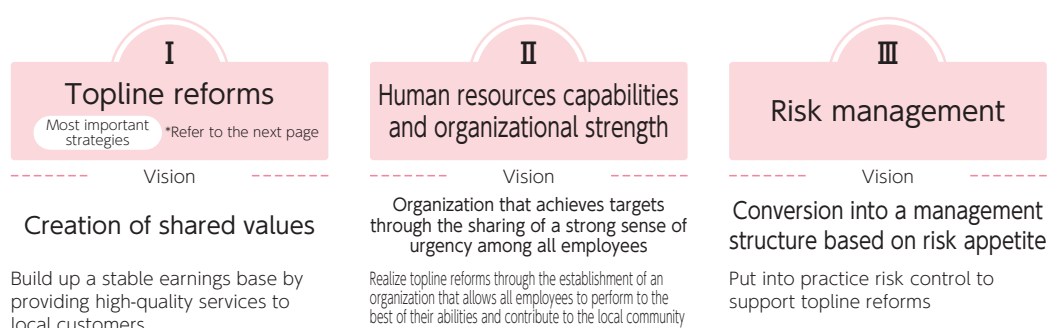 I
Topline reforms
Most important
strategies
*Refer to the next page
Vision
Creation of shared values
Build up a stable earnings base by
providing high-quality services to
local customers
II
Human resources capabilities
and organizational strength
Vision
Organization that achieves targets
through the sharing of a strong sense of
urgency among all employees
Realize topline reforms through the establishment of an
organization that allows all employees to perform to the
best of their abilities and contribute to the local community
III
Risk management
Vision
Conversion into a management
structure based on risk appetite
Put into practice risk control to
support topline reforms